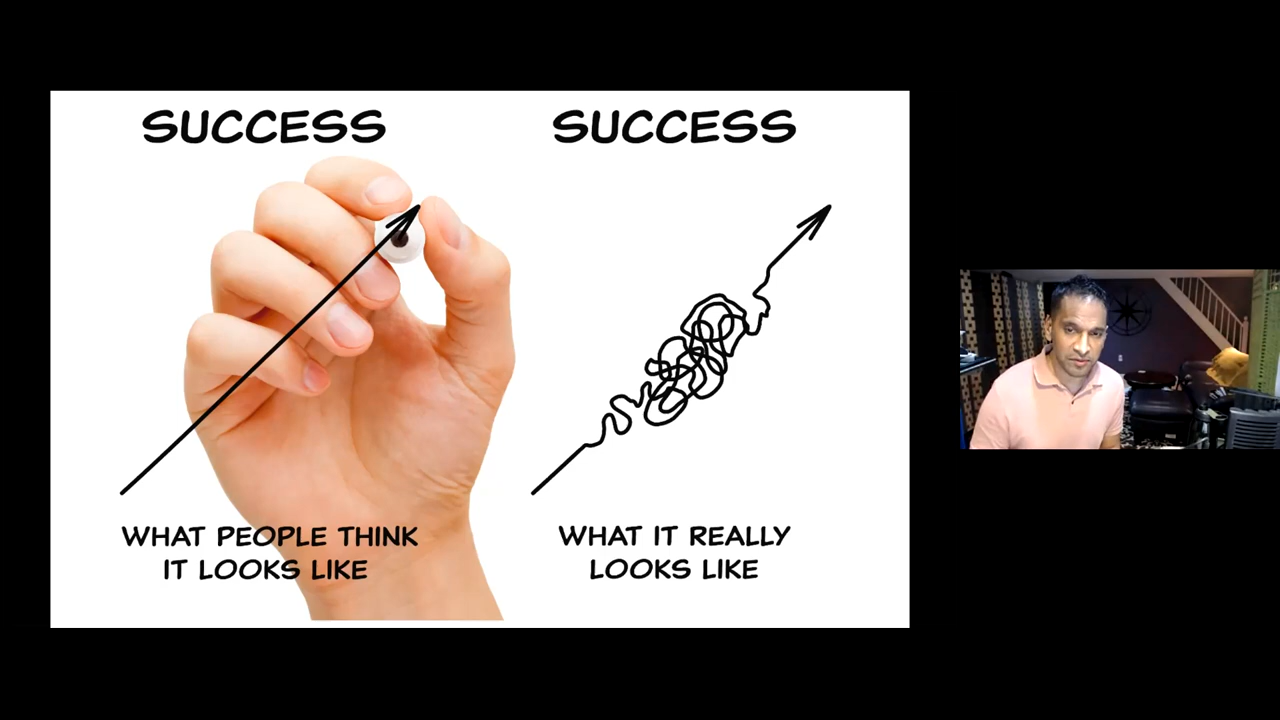 SUCCESS
WHAT PEOPLE THINK
IT LOOKS LIKE
SUCCESS
WHAT IT REALLY
LOOKS LIKE